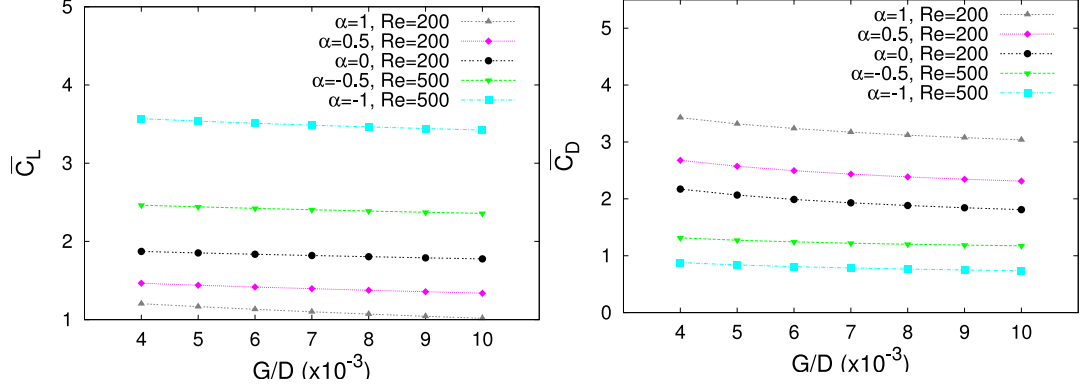 5
4
3
2
1
C̅_L
α=1, Re=200
α=0.5, Re=200
α=0, Re=200
α=-0.5, Re=500
α=-1, Re=500
4 5 6 7 8 9 10
G/D (x10⁻³)
5
4
3
2
1
0
C̅_D
α=1, Re=200
α=0.5, Re=200
α=0, Re=200
α=-0.5, Re=500
α=-1, Re=500
4 5 6 7 8 9 10
G/D (x10⁻³)